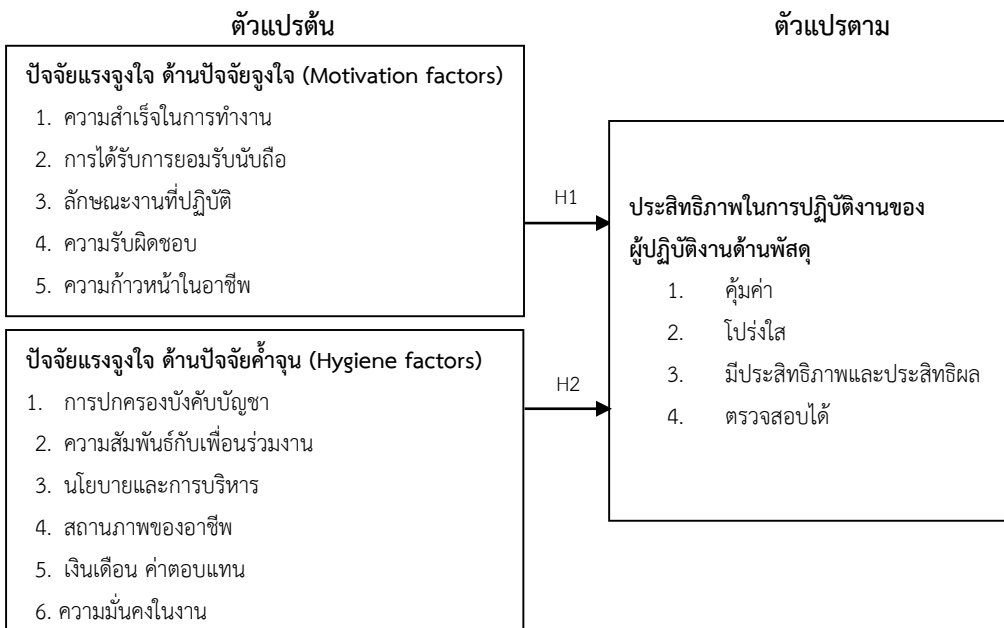 ตัวแปรต้น
ตัวแปรตาม
ปัจจัยแรงจูงใจ ด้านปัจจัยจูงใจ (Motivation factors)
1. ความสำเร็จในการทำงาน
2. การได้รับการยอมรับนับถือ
3. ลักษณะงานที่ปฏิบัติ
4. ความรับผิดชอบ
5. ความก้าวหน้าในอาชีพ
H1
ปัจจัยแรงจูงใจ ด้านปัจจัยค้ำจุน (Hygiene factors)
1. การปกครองบังคับบัญชา
2. ความสัมพันธ์กับเพื่อนร่วมงาน
3. นโยบายและการบริหาร
4. สถานภาพของอาชีพ
5. เงินเดือน ค่าตอบแทน
6. ความมั่นคงในงาน
H2
ประสิทธิภาพในการปฏิบัติงานของ
ผู้ปฏิบัติงานด้านพัสดุ
1. คุ้มค่า
2. โปร่งใส
3. มีประสิทธิภาพและประสิทธิผล
4. ตรวจสอบได้